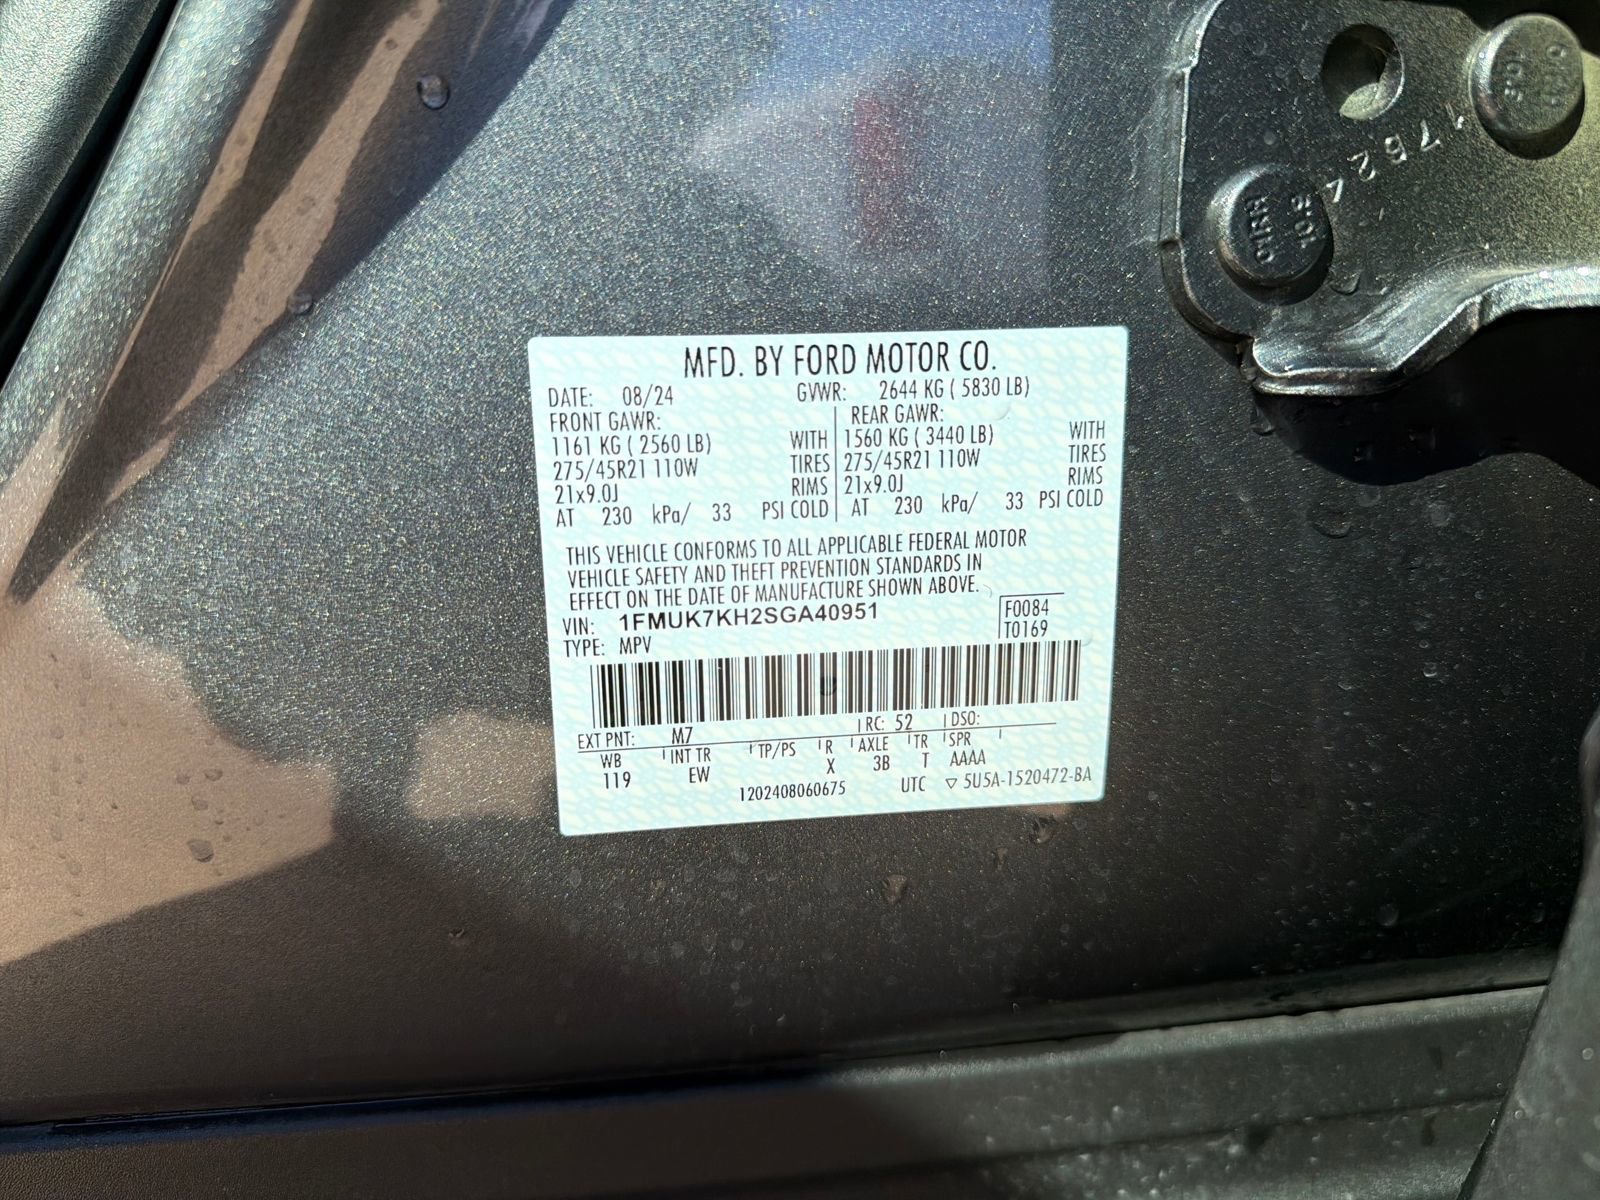 MFD. BY FORD MOTOR CO.
DATE: 08/24 GVWR: 2644 KG ( 5830 LB)
FRONT GAWR: REAR GAWR:
1161 KG ( 2560 LB) WITH 1560 KG ( 3440 LB) WITH
275/45R21 110W TIRES 275/45R21 110W TIRES
21x9.0J RIMS 21x9.0J RIMS
AT 230 kPa/ 33 PSI COLD AT 230 kPa/ 33 PSI COLD
THIS VEHICLE CONFORMS TO ALL APPLICABLE FEDERAL MOTOR
VEHICLE SAFETY AND THEFT PREVENTION STANDARDS IN
EFFECT ON THE DATE OF MANUFACTURE SHOWN ABOVE.
VIN: 1FMUK7KH2SGA40951 F0084
TYPE: MPV T0169
EXT PNT: M7 RC: 52 DSO:
WB INT TR TP/PS R AXLE TR SPR
119 EW X 3B T AAAA
1202408060675 UTC ▽ 5U5A-1520472-BA
10.9
7624
10.9